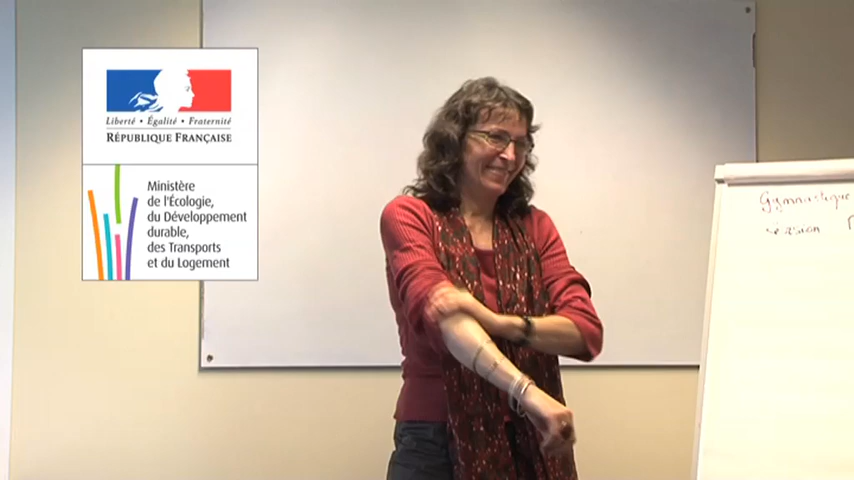 Liberté • Égalité • Fraternité
RÉPUBLIQUE FRANÇAISE
Ministère
de l'Écologie,
du Développement
durable,
des Transports
et du Logement
Gymnastique